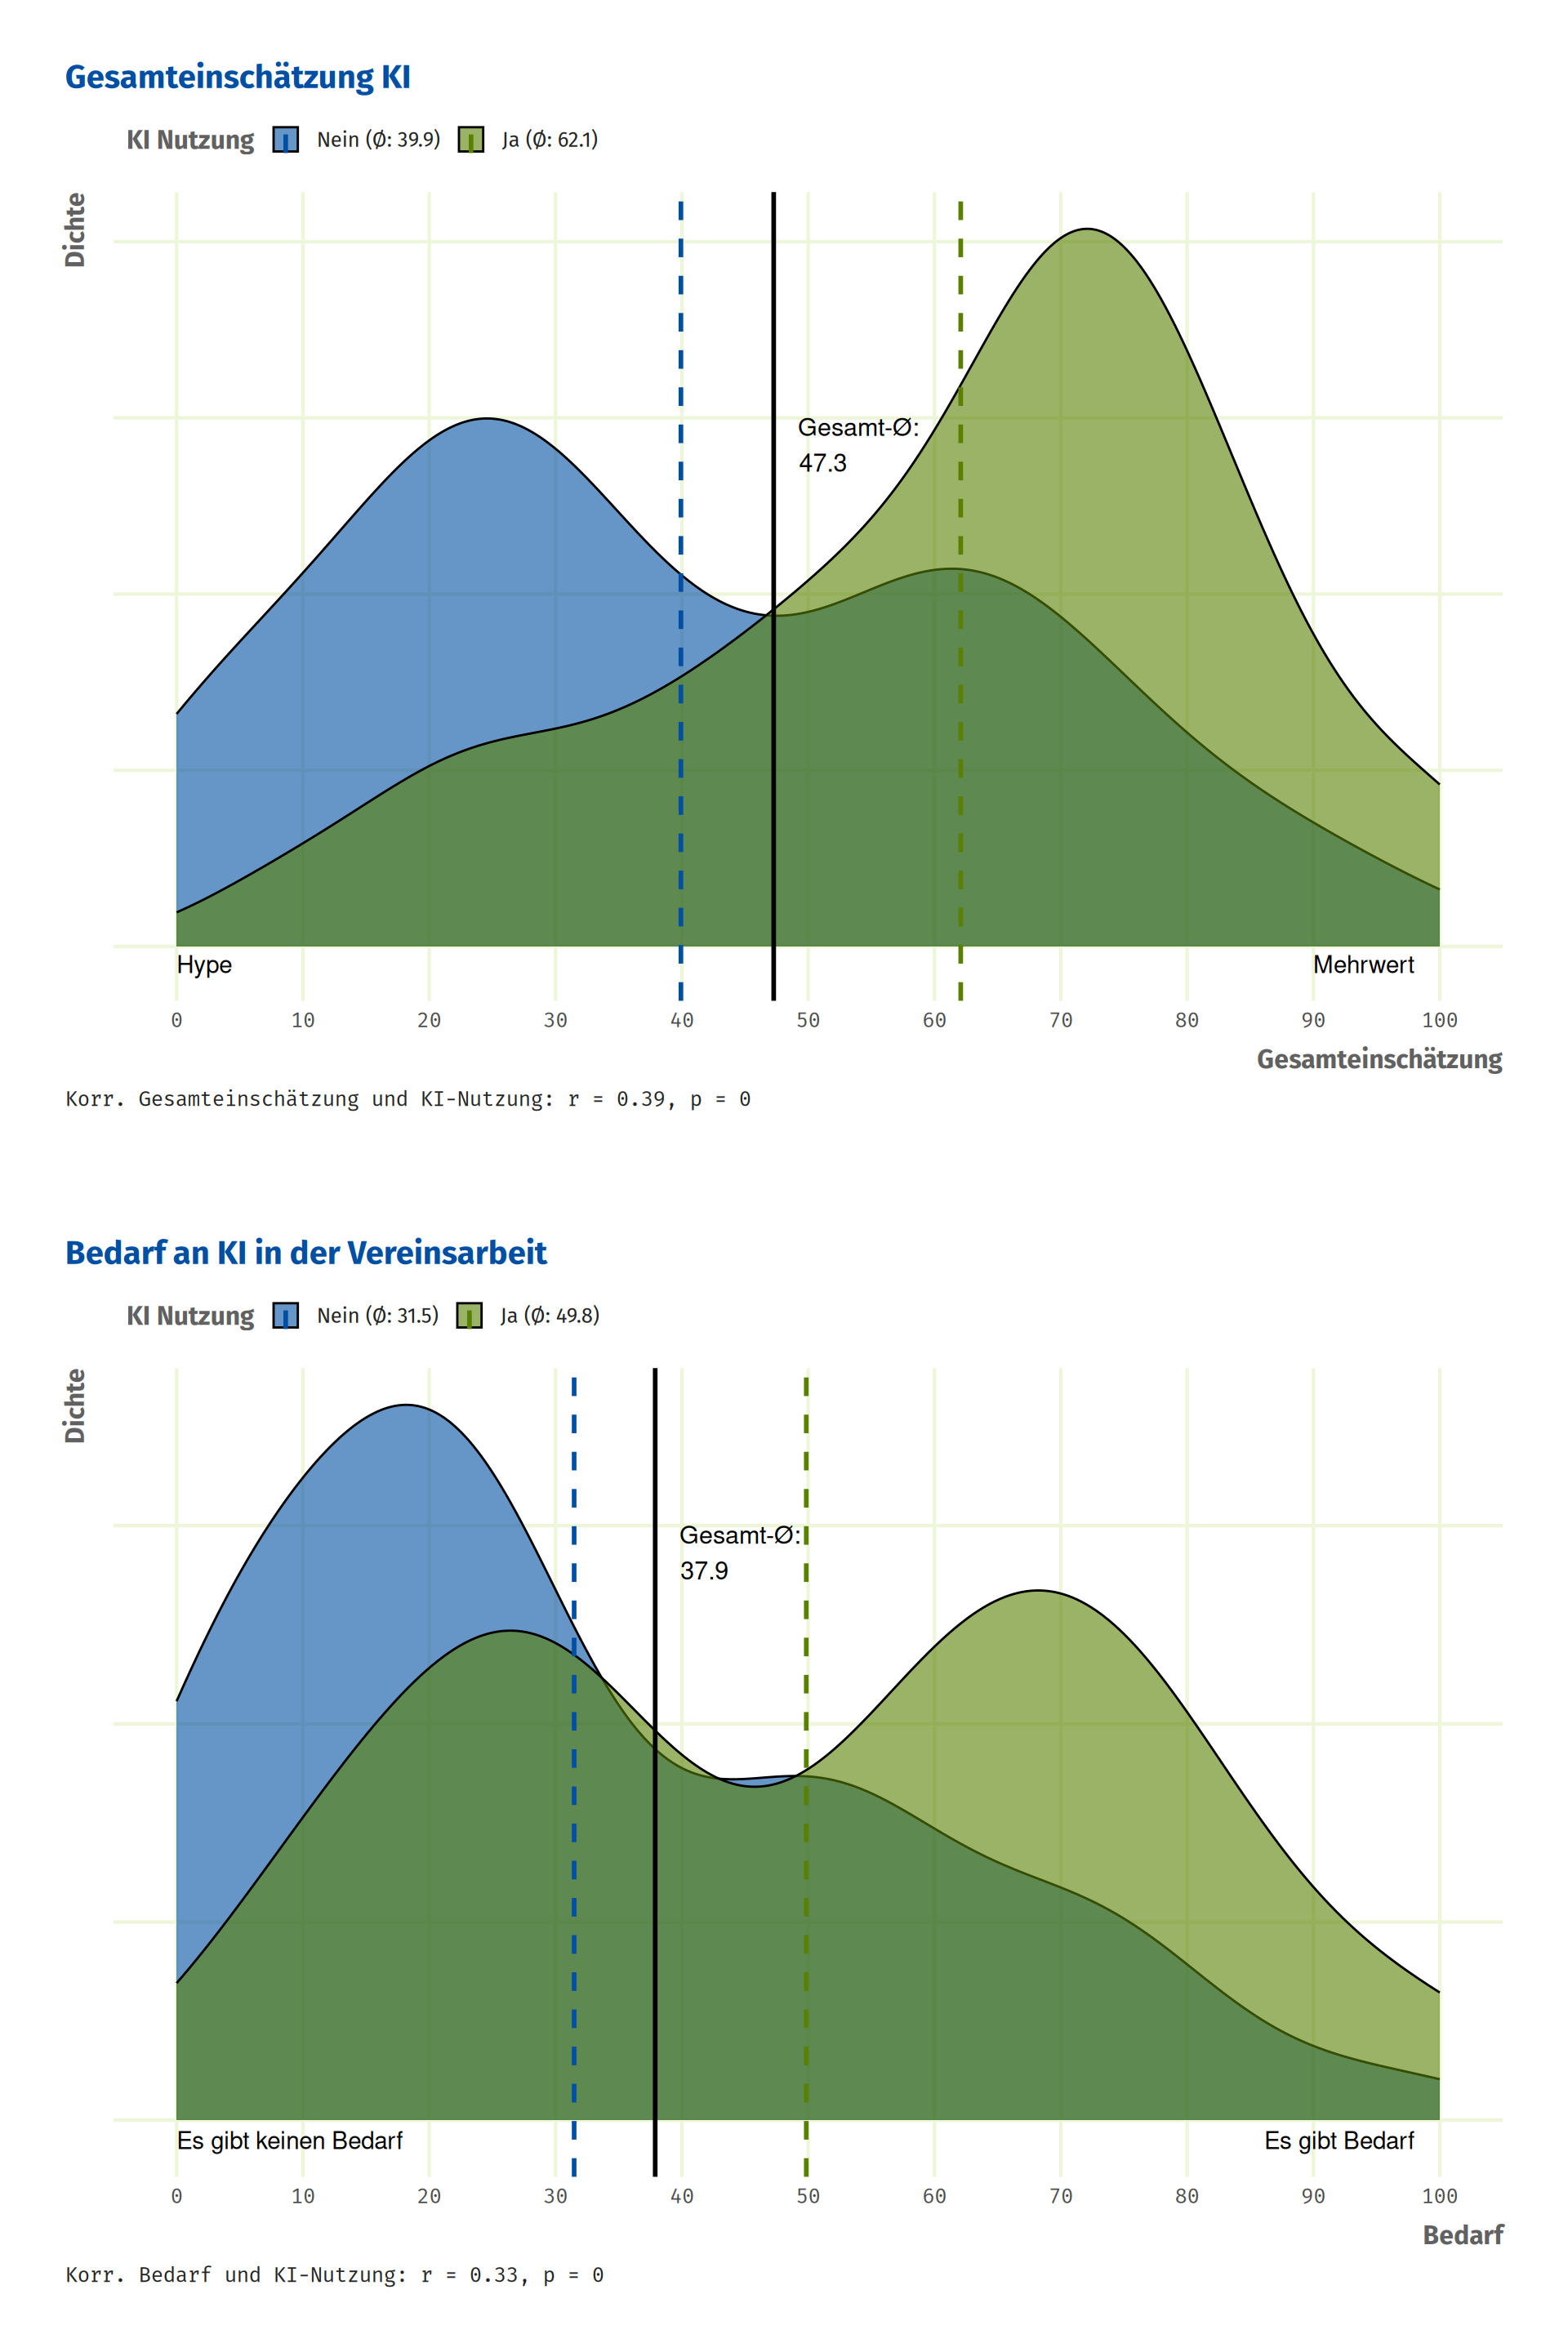 Gesamteinschätzung KI
KI Nutzung Nein (Ø: 39.9) Ja (Ø: 62.1)
Dichte
Gesamt-Ø:
47.3
Hype Mehrwert
0 10 20 30 40 50 60 70 80 90 100
Gesamteinschätzung
Korr. Gesamteinschätzung und KI-Nutzung: r = 0.39, p = 0
Bedarf an KI in der Vereinsarbeit
KI Nutzung Nein (Ø: 31.5) Ja (Ø: 49.8)
Dichte
Gesamt-Ø:
37.9
Es gibt keinen Bedarf Es gibt Bedarf
0 10 20 30 40 50 60 70 80 90 100
Bedarf
Korr. Bedarf und KI-Nutzung: r = 0.33, p = 0